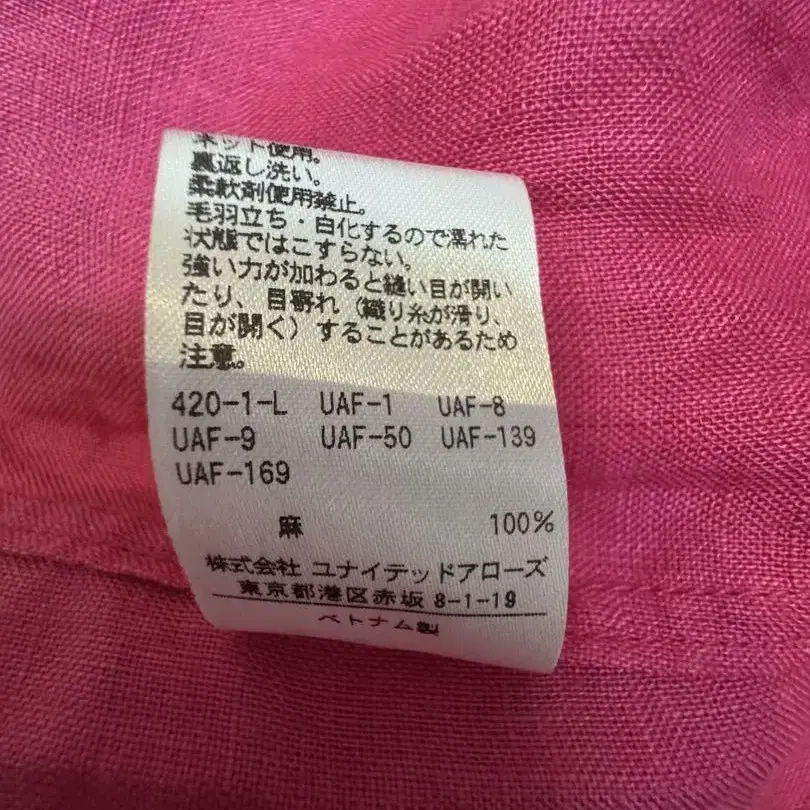 ネット使用。
裏返し洗い。
柔軟剤使用禁止。
毛羽立ち・白化するので濡れた
状態ではこすらない。
強い力が加わると縫い目が開い
たり、目寄れ（織り糸が滑り、
目が開く）することがあるため
注意。
420-1-L UAF-1 UAF-8
UAF-9 UAF-50 UAF-139
UAF-169
麻 100%
株式会社 ユナイテッドアローズ
東京都港区赤坂 8-1-19
ベトナム製